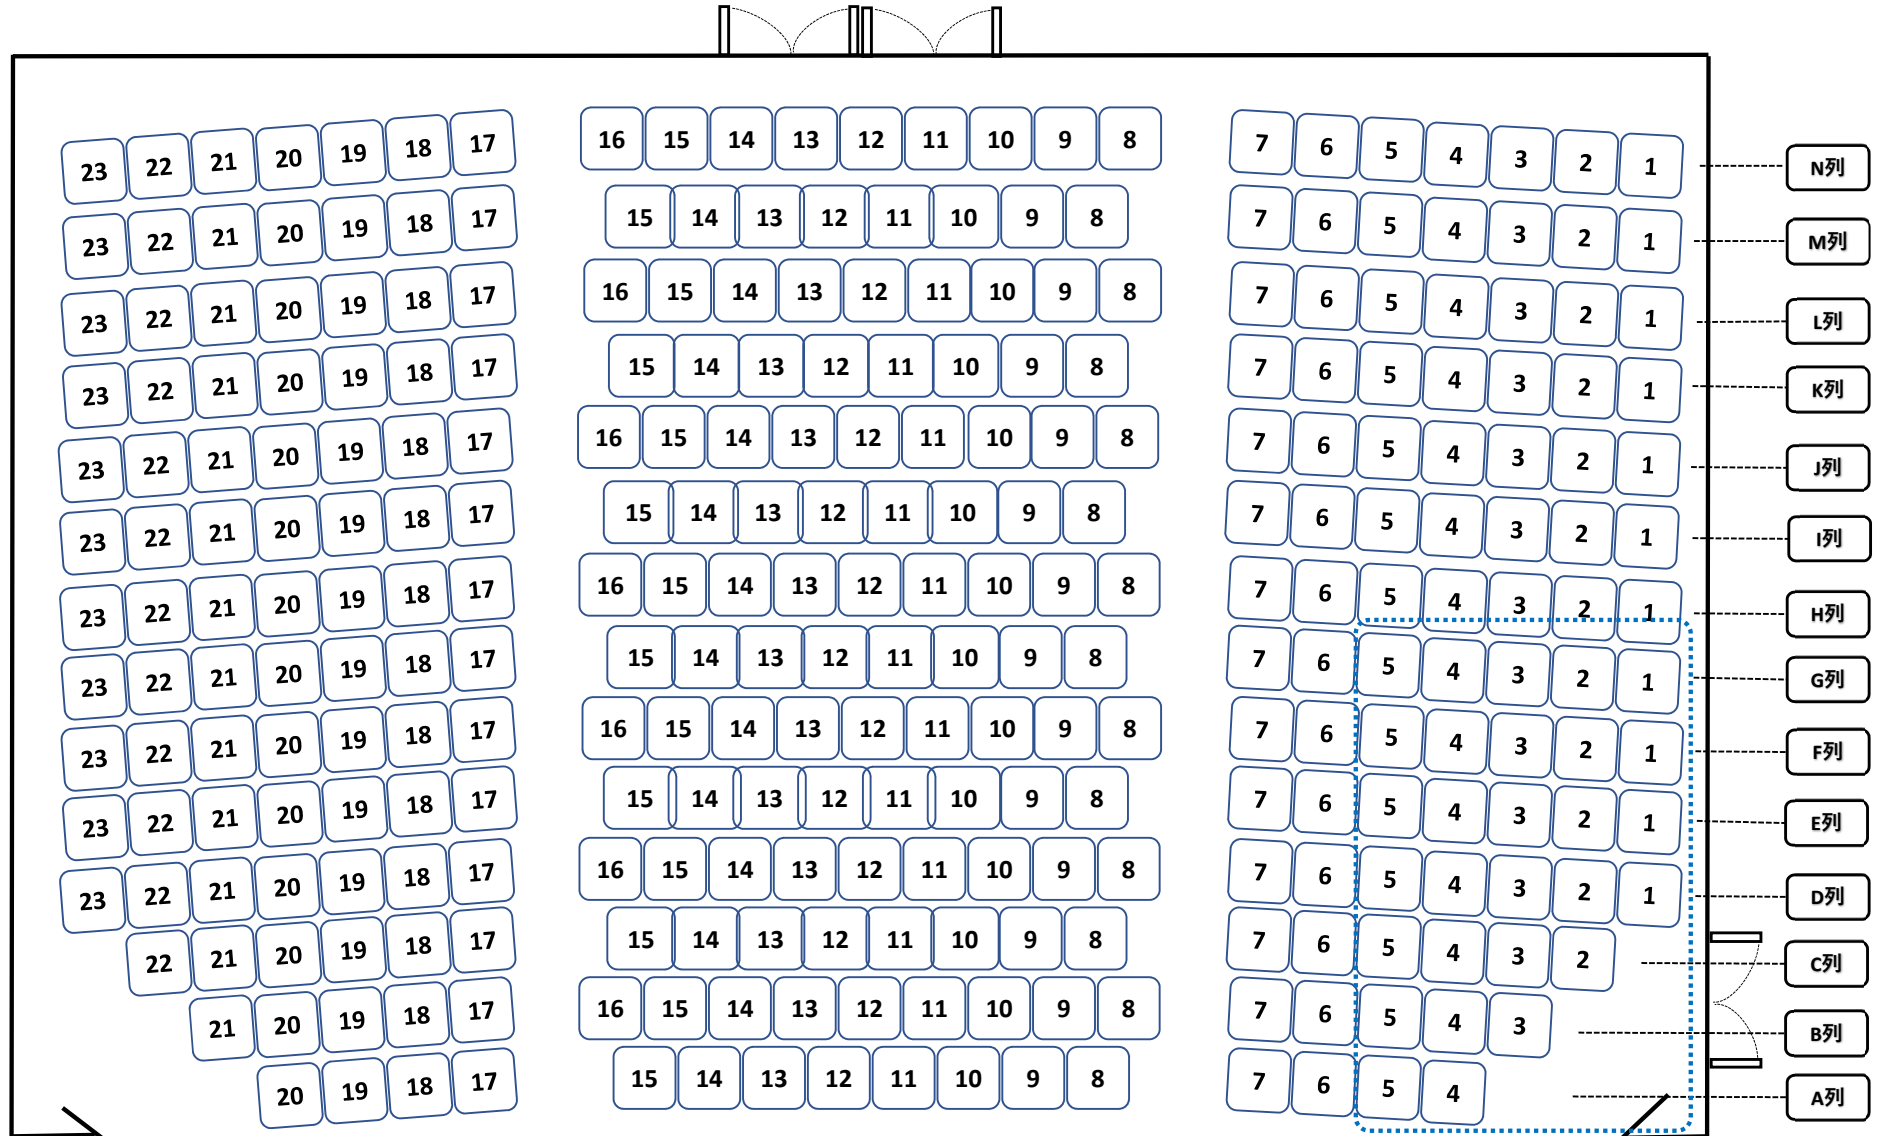 23 22 21 20 19 18 17 16 15 14 13 12 11 10 9 8 7 6 5 4 3 2 1 N列
23 22 21 20 19 18 17 15 14 13 12 11 10 9 8 7 6 5 4 3 2 1 M列
23 22 21 20 19 18 17 16 15 14 13 12 11 10 9 8 7 6 5 4 3 2 1 L列
23 22 21 20 19 18 17 15 14 13 12 11 10 9 8 7 6 5 4 3 2 1 K列
23 22 21 20 19 18 17 16 15 14 13 12 11 10 9 8 7 6 5 4 3 2 1 J列
23 22 21 20 19 18 17 15 14 13 12 11 10 9 8 7 6 5 4 3 2 1 I列
23 22 21 20 19 18 17 16 15 14 13 12 11 10 9 8 7 6 5 4 3 2 1 H列
23 22 21 20 19 18 17 15 14 13 12 11 10 9 8 7 6 5 4 3 2 1 G列
23 22 21 20 19 18 17 16 15 14 13 12 11 10 9 8 7 6 5 4 3 2 1 F列
23 22 21 20 19 18 17 15 14 13 12 11 10 9 8 7 6 5 4 3 2 1 E列
23 22 21 20 19 18 17 16 15 14 13 12 11 10 9 8 7 6 5 4 3 2 1 D列
22 21 20 19 18 17 15 14 13 12 11 10 9 8 7 6 5 4 3 2 C列
21 20 19 18 17 16 15 14 13 12 11 10 9 8 7 6 5 4 3 B列
20 19 18 17 15 14 13 12 11 10 9 8 7 6 5 4 A列